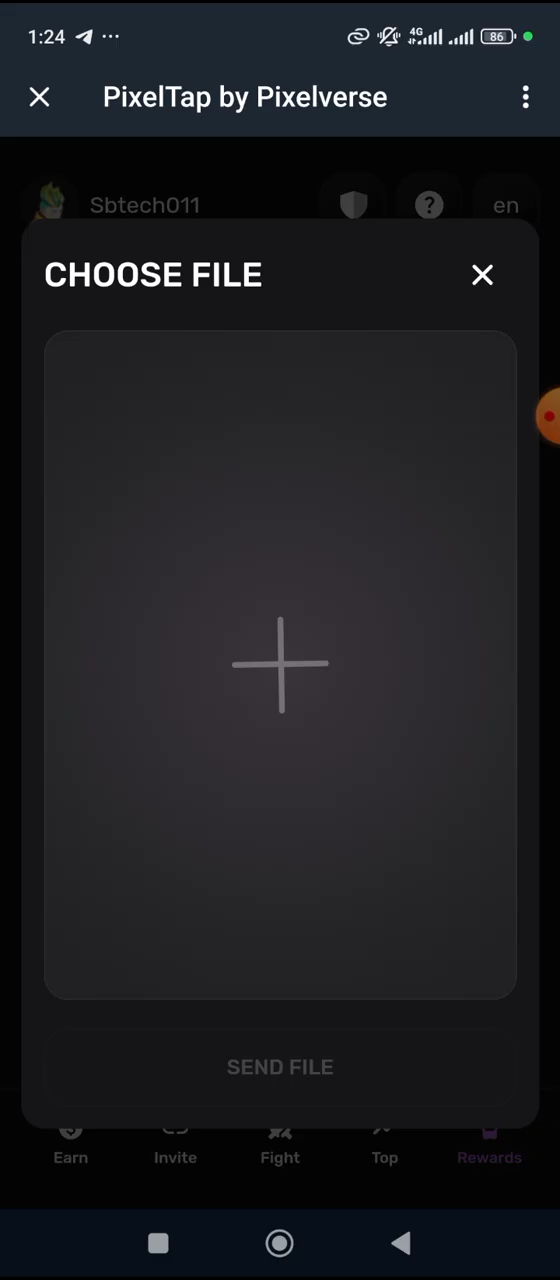 1:24
4G
86
PixelTap by Pixelverse
Sbtech011
en
CHOOSE FILE
SEND FILE
Earn
Invite
Fight
Top
Rewards